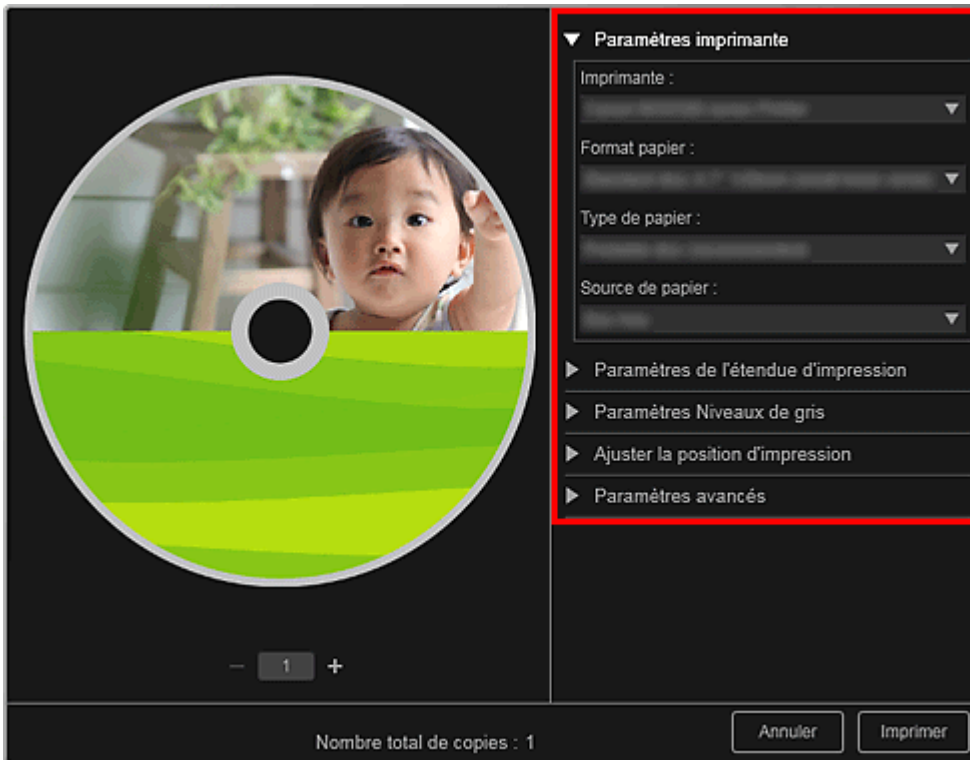 Paramètres imprimante
Imprimante :
Format papier :
Type de papier :
Source de papier :
Paramètres de l'étendue d'impression
Paramètres Niveaux de gris
Ajuster la position d'impression
Paramètres avancés
1
Nombre total de copies : 1
Annuler
Imprimer